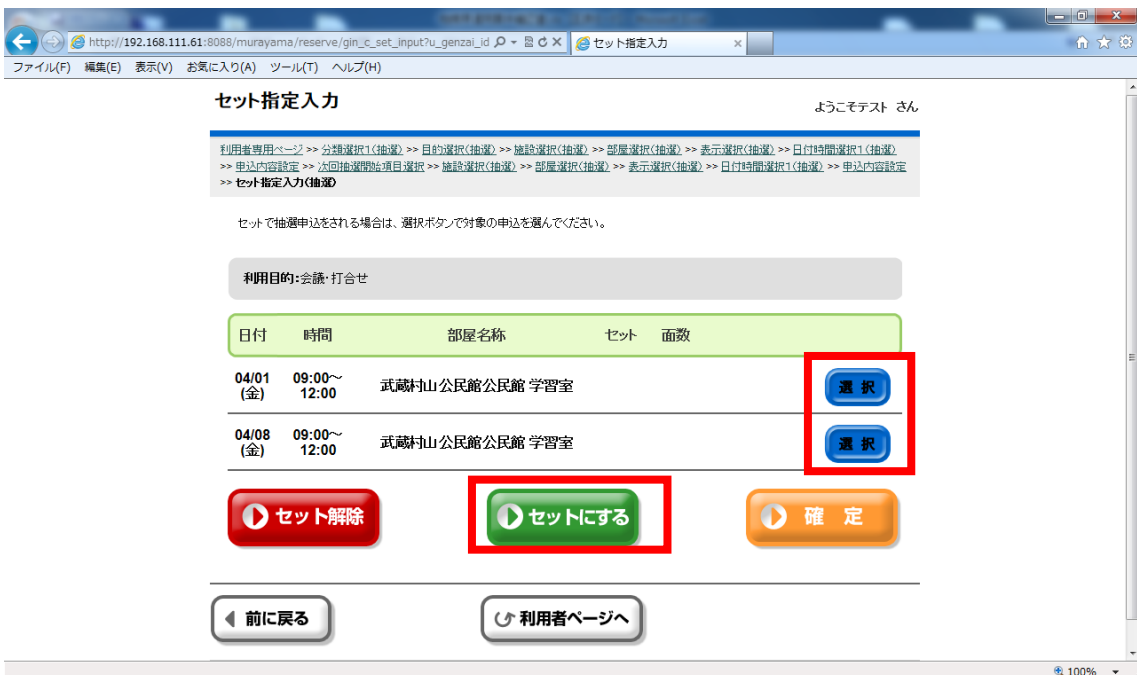 http://192.168.111.61:8088/murayama/reserve/gin_c_set_input?u_genzai_id
セット指定入力
ファイル(F) 編集(E) 表示(V) お気に入り(A) ツール(T) ヘルプ(H)
セット指定入力
ようこそテスト さん
利用者専用ページ >> 分類選択1(抽選) >> 目的選択(抽選) >> 施設選択(抽選) >> 部屋選択(抽選) >> 表示選択(抽選) >> 日付時間選択1(抽選)
>> 申込内容設定 >> 次回抽選開始項目選択 >> 施設選択(抽選) >> 部屋選択(抽選) >> 表示選択(抽選) >> 日付時間選択1(抽選) >> 申込内容設定
>> セット指定入力(抽選)
セットで抽選申込をされる場合は、選択ボタンで対象の申込を選んでください。
利用目的:会議・打合せ
日付 時間 部屋名称 セット 面数
04/01 09:00～
(金) 12:00
武蔵村山公民館公民館 学習室
選択
04/08 09:00～
(金) 12:00
武蔵村山公民館公民館 学習室
選択
セット解除 セットにする 確 定
前に戻る 利用者ページへ
100%